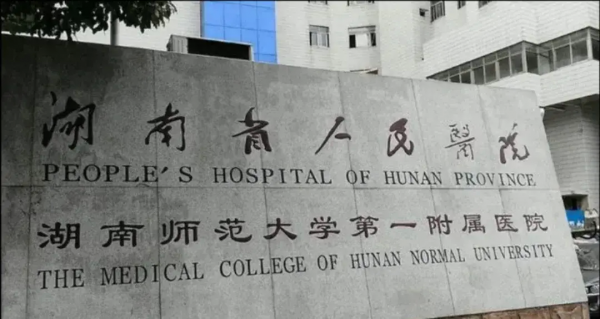 湖南省人民醫院
PEOPLE'S HOSPITAL OF HUNAN PROVINCE
湖南师范大学第一附属医院
THE MEDICAL COLLEGE OF HUNAN NORMAL UNIVERSITY